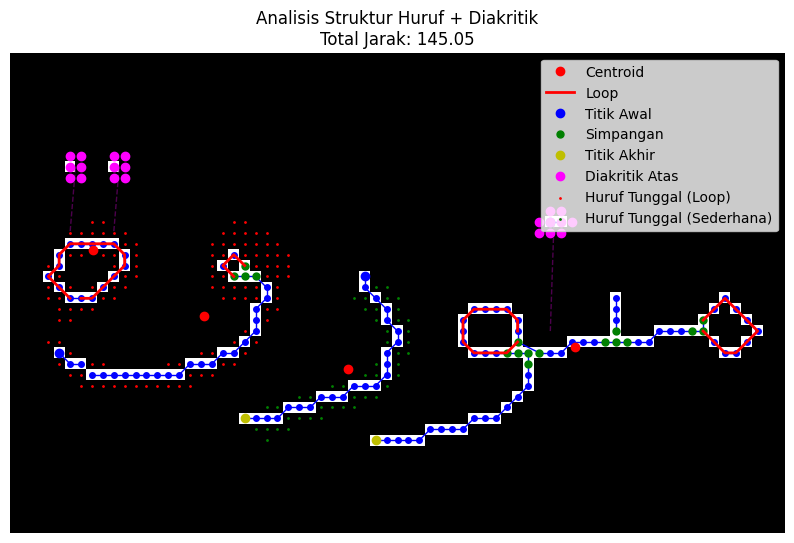 Analisis Struktur Huruf + Diakritik
Total Jarak: 145.05
Centroid
Loop
Titik Awal
Simpangan
Titik Akhir
Diakritik Atas
Huruf Tunggal (Loop)
Huruf Tunggal (Sederhana)